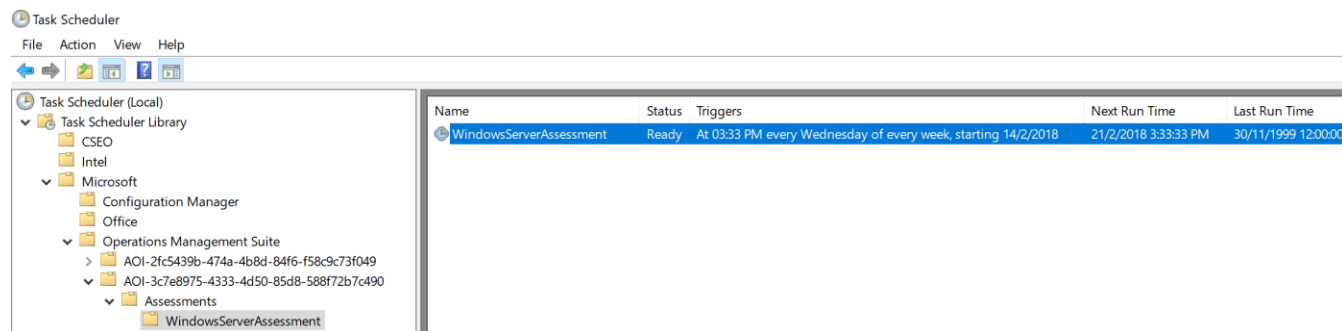 Task Scheduler
File Action View Help
Task Scheduler (Local)
Task Scheduler Library
CSEO
Intel
Microsoft
Configuration Manager
Office
Operations Management Suite
AOI-2fc5439b-474a-4b8d-84f6-f58c9c73f049
AOI-3c7e8975-4333-4d50-85d8-588f72b7c490
Assessments
WindowsServerAssessment
Name Status Triggers Next Run Time Last Run Time
WindowsServerAssessment Ready At 03:33 PM every Wednesday of every week, starting 14/2/2018 21/2/2018 3:33:33 PM 30/11/1999 12:00:00